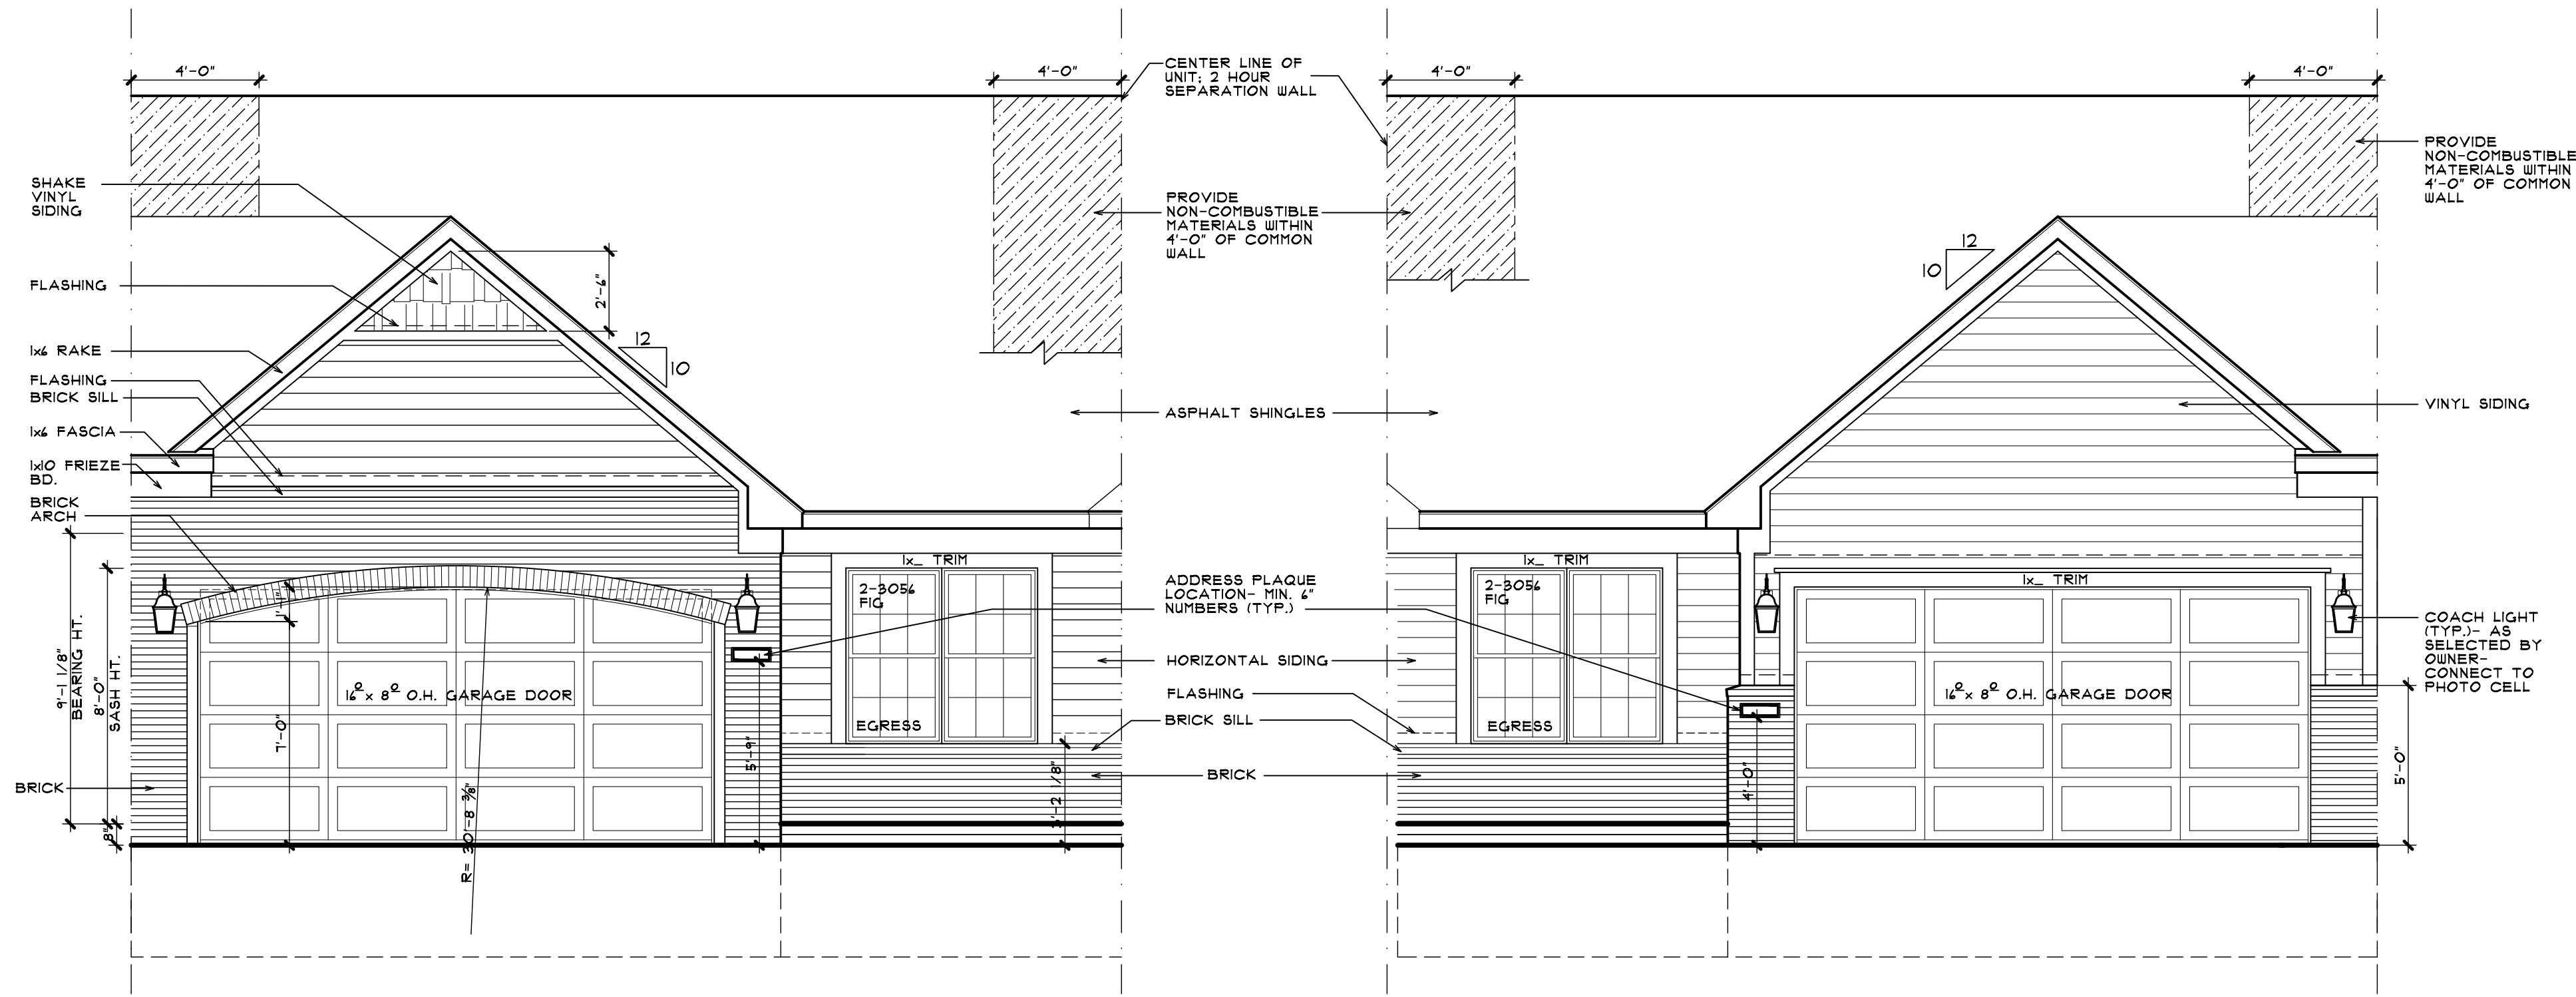 4'-0"
4'-0"
CENTER LINE OF
UNIT; 2 HOUR
SEPARATION WALL
4'-0"
4'-0"
PROVIDE
NON-COMBUSTIBLE
MATERIALS WITHIN
4'-0" OF COMMON
WALL
SHAKE
VINYL
SIDING
PROVIDE
NON-COMBUSTIBLE
MATERIALS WITHIN
4'-0" OF COMMON
WALL
FLASHING
2'-6"
12
10
12
10
1x6 RAKE
FLASHING
BRICK SILL
1x6 FASCIA
1x10 FRIEZE
BD.
BRICK
ARCH
ASPHALT SHINGLES
VINYL SIDING
9'-1 1/8"
BEARING HT.
8'-0"
SASH HT.
8"
1'-1"
7'-0"
R= 30'-8 3/8"
16⁰ x 8⁰ O.H. GARAGE DOOR
5'-9"
1x_ TRIM
2-3056
FIG
EGRESS
3'-2 1/8"
BRICK
ADDRESS PLAQUE
LOCATION- MIN. 6"
NUMBERS (TYP.)
HORIZONTAL SIDING
FLASHING
BRICK SILL
BRICK
1x_ TRIM
2-3056
FIG
EGRESS
4'-0"
1x_ TRIM
16⁰ x 8⁰ O.H. GARAGE DOOR
COACH LIGHT
(TYP.)- AS
SELECTED BY
OWNER-
CONNECT TO
PHOTO CELL
5'-0"